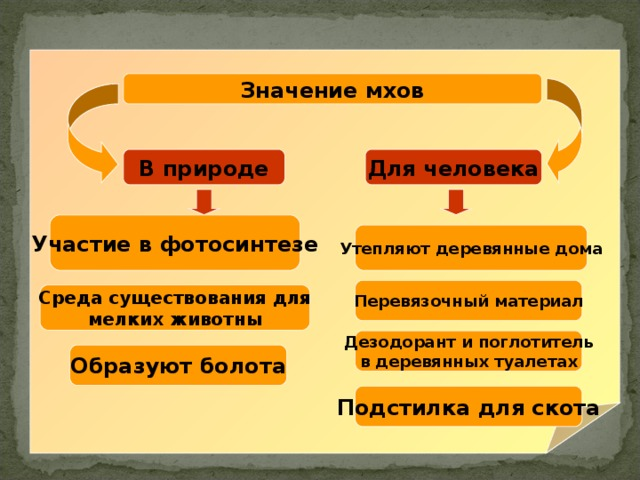 Значение мхов
В природе
Для человека
Участие в фотосинтезе
Среда существования для
мелких животны
Образуют болота
Утепляют деревянные дома
Перевязочный материал
Дезодорант и поглотитель
в деревянных туалетах
Подстилка для скота